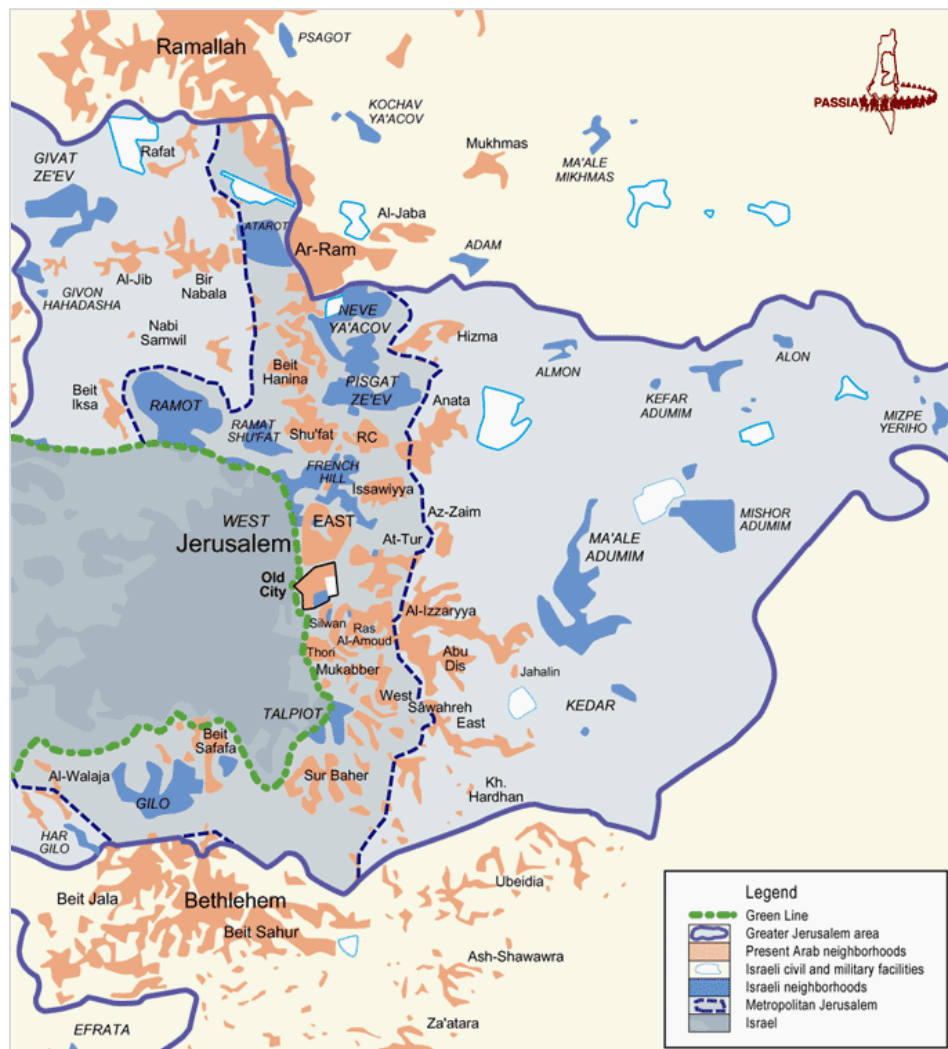 Ramallah
PSAGOT
PASSIA
KOCHAV
YA'ACOV
Mukhmas
MA'ALE
MIKHMAS
Rafat
GIVAT
ZE'EV
ATAROT
Al-Jaba
Ar-Ram
ADAM
Al-Jib
Bir
Nabala
GIVON
HAHADASHA
NEVE
YA'ACOV
Nabi
Samwil
Hizma
ALMON
ALON
Beit
Hanina
PISGAT
ZE'EV
Beit
Iksa
RAMOT
Anata
KEFAR
ADUMIM
MIZPE
YERIHO
RAMAT
SHU'FAT
Shu'fat
RC
FRENCH
HILL
Issawiyya
WEST
EAST
Jerusalem
Az-Zaim
At-Tur
MA'ALE
ADUMIM
MISHOR
ADUMIM
Old
City
Al-Izzaryya
Silwan
Ras
Al-Amoud
Thori
Abu
Dis
Mukabber
Jahalin
West
Sawahreh
East
KEDAR
TALPIOT
Beit
Safafa
Al-Walaja
Sur Baher
GILO
Kh.
Hardhan
HAR
GILO
Ubeidia
Beit Jala
Bethlehem
Beit Sahur
Ash-Shawawra
Za'atara
EFRATA
Legend
Green Line
Greater Jerusalem area
Present Arab neighborhoods
Israeli civil and military facilities
Israeli neighborhoods
Metropolitan Jerusalem
Israel